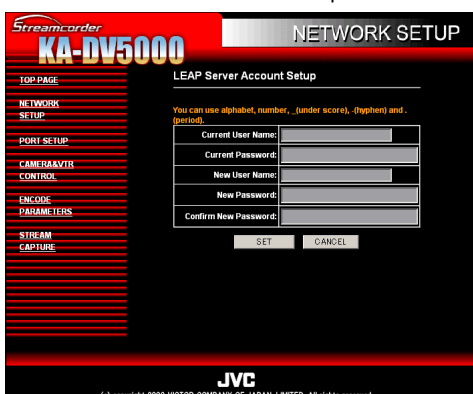 Streamcorder
KA-DV5000
NETWORK SETUP
TOP PAGE
NETWORK
SETUP
PORT SETUP
CAMERA&VTR
CONTROL
ENCODE
PARAMETERS
STREAM
CAPTURE
LEAP Server Account Setup
You can use alphabet, number, _(under score), -(hyphen) and .
(period).
Current User Name:
Current Password:
New User Name:
New Password:
Confirm New Password:
SET
CANCEL
JVC